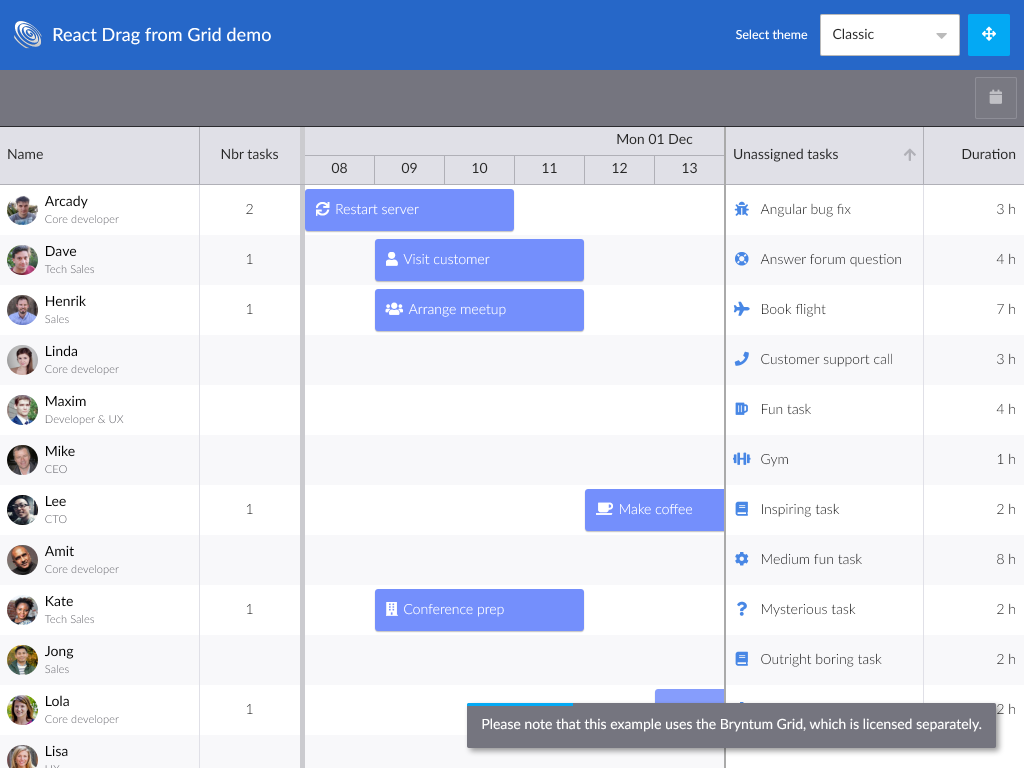 React Drag from Grid demo
Select theme
Classic
Name
Nbr tasks
Mon 01 Dec
08 09 10 11 12 13
Unassigned tasks
Duration
Arcady
Core developer
2
Restart server
Angular bug fix
3 h
Dave
Tech Sales
1
Visit customer
Answer forum question
4 h
Henrik
Sales
1
Arrange meetup
Book flight
7 h
Linda
Core developer
Customer support call
3 h
Maxim
Developer & UX
Fun task
4 h
Mike
CEO
Gym
1 h
Lee
CTO
1
Make coffee
Inspiring task
2 h
Amit
Core developer
Medium fun task
8 h
Kate
Tech Sales
1
Conference prep
Mysterious task
2 h
Jong
Sales
Outright boring task
2 h
Lola
Core developer
1
2 h
Please note that this example uses the Bryntum Grid, which is licensed separately.
Lisa
UX